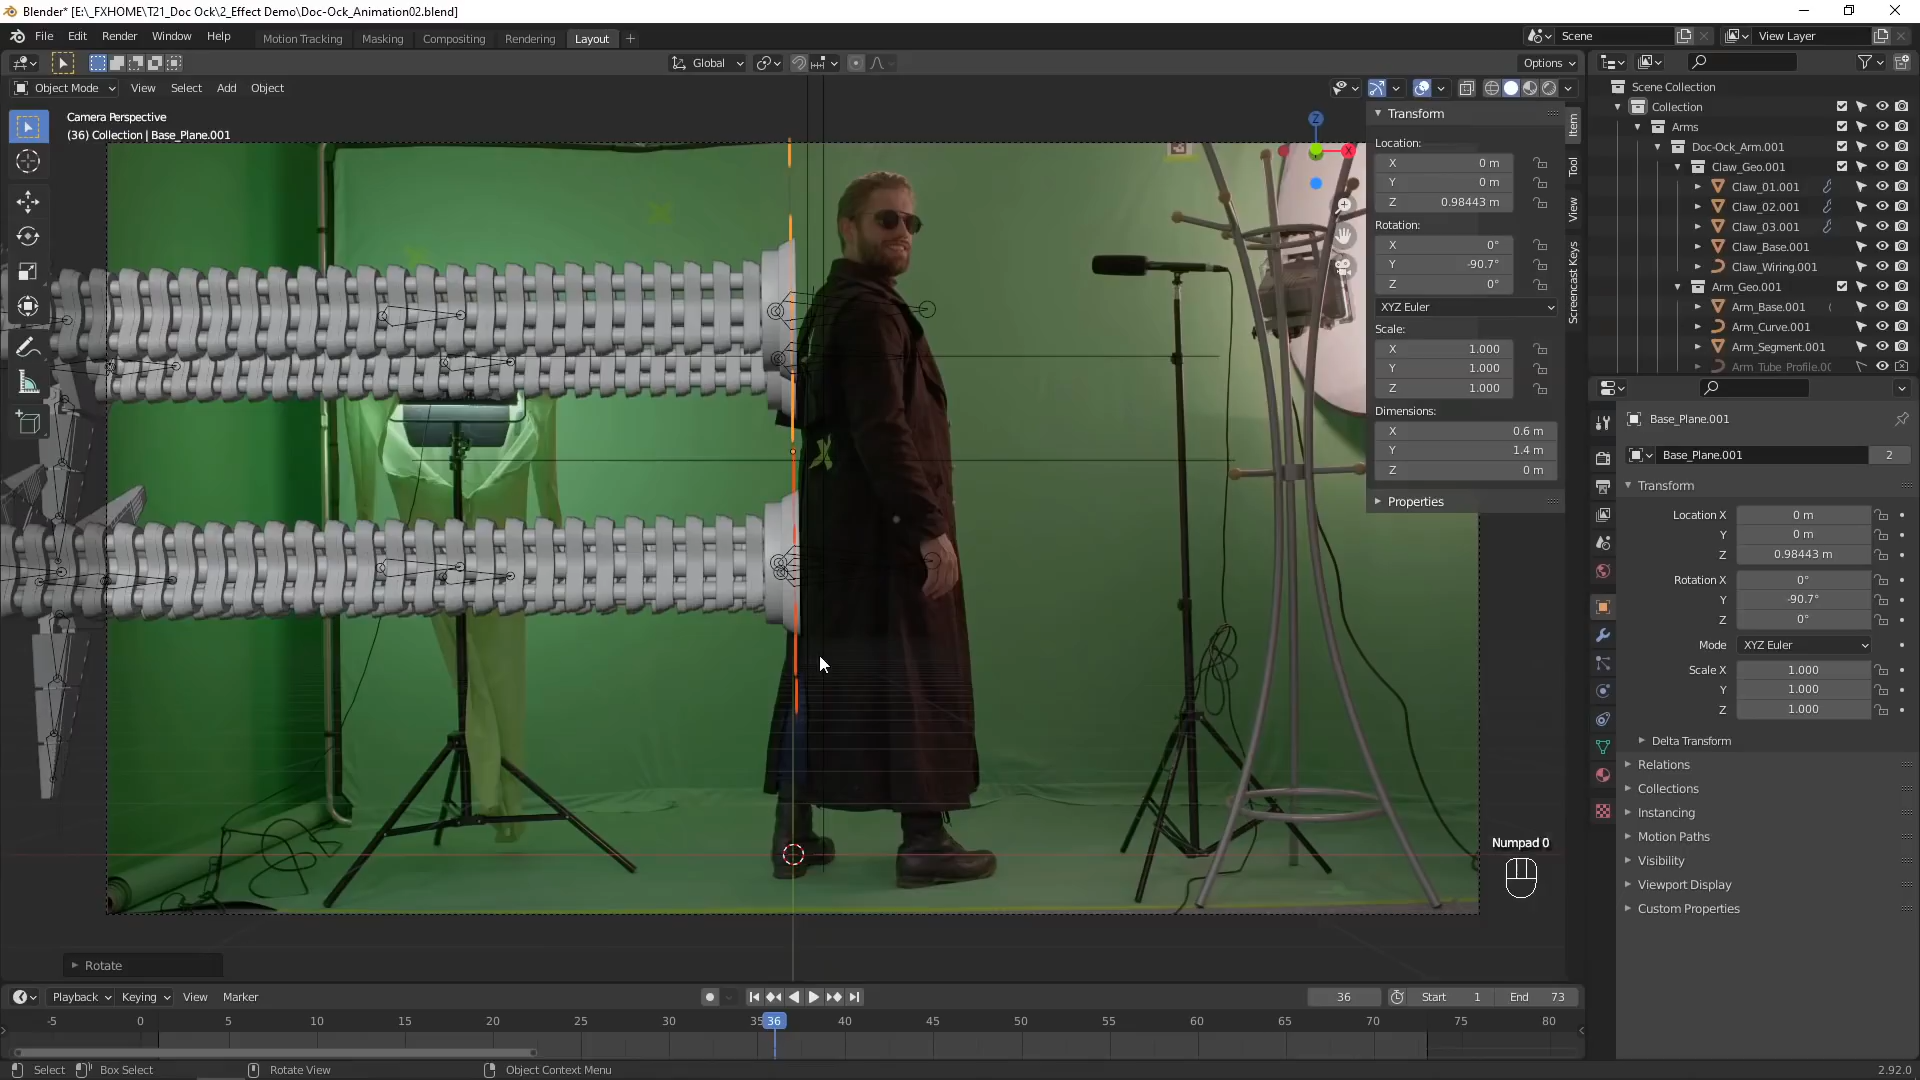 Blender* [E:\_FXHOME\T21_Doc Ock\2_Effect Demo\Doc-Ock_Animation02.blend]
File Edit Render Window Help Motion Tracking Masking Compositing Rendering Layout + Scene View Layer
Global Options
Object Mode View Select Add Object
Camera Perspective
(36) Collection | Base_Plane.001
Z
X
Transform
Location:
X 0 m
Y 0 m
Z 0.98443 m
Rotation:
X 0°
Y -90.7°
Z 0°
XYZ Euler
Scale:
X 1.000
Y 1.000
Z 1.000
Dimensions:
X 0.6 m
Y 1.4 m
Z 0 m
Properties
Item
Tool
View
Screencast Keys
Scene Collection
Collection
Arms
Doc-Ock_Arm.001
Claw_Geo.001
Claw_01.001
Claw_02.001
Claw_03.001
Claw_Base.001
Claw_Wiring.001
Arm_Geo.001
Arm_Base.001
Arm_Curve.001
Arm_Segment.001
Base_Plane.001
Base_Plane.001 2
Transform
Location X 0 m
Y 0 m
Z 0.98443 m
Rotation X 0°
Y -90.7°
Z 0°
Mode XYZ Euler
Scale X 1.000
Y 1.000
Z 1.000
Delta Transform
Relations
Collections
Instancing
Motion Paths
Visibility
Viewport Display
Custom Properties
Numpad 0
Rotate
Playback Keying View Marker 36 Start 1 End 73
-5 0 5 10 15 20 25 30 35 36 40 45 50 55 60 65 70 75 80
Select Box Select Rotate View Object Context Menu 2.92.0